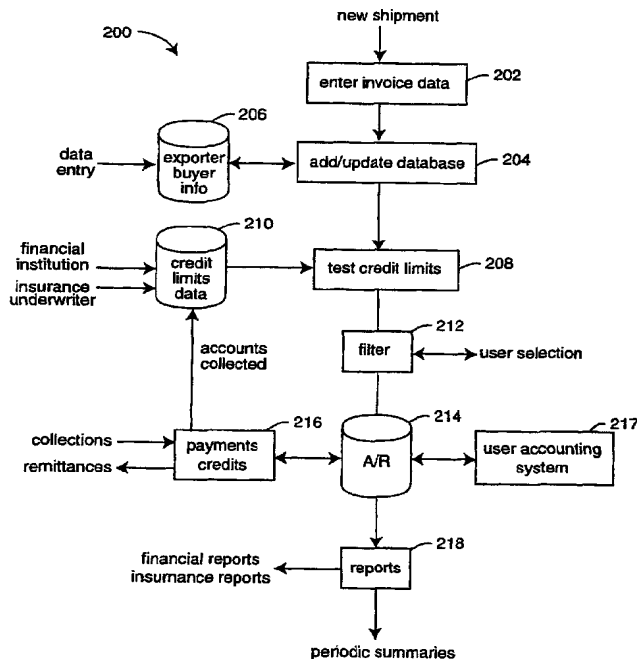 new shipment
200
enter invoice data
202
206
data
entry
exporter
buyer
info
add/update database
204
210
financial
institution
insurance
underwriter
credit
limits
data
test credit limits
208
212
filter
user selection
accounts
collected
216
214
217
collections
remittances
payments
credits
A/R
user accounting
system
218
financial reports
insurnance reports
reports
periodic summaries